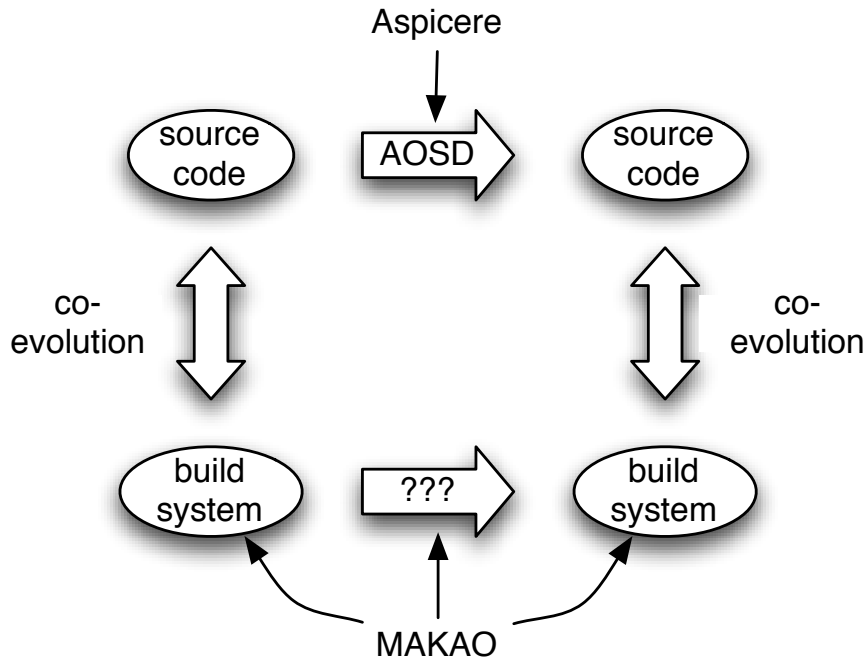 Aspicere
source
code
AOSD
source
code
co-
evolution
co-
evolution
build
system
???
build
system
MAKAO